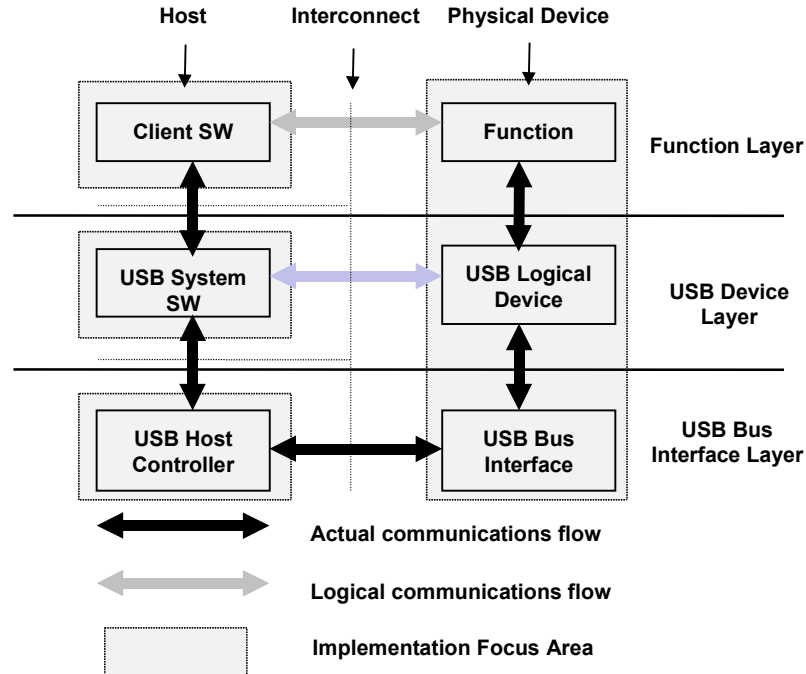 Host
Interconnect
Physical Device
Client SW
Function
Function Layer
USB System
SW
USB Logical
Device
USB Device
Layer
USB Host
Controller
USB Bus
Interface
USB Bus
Interface Layer
Actual communications flow
Logical communications flow
Implementation Focus Area